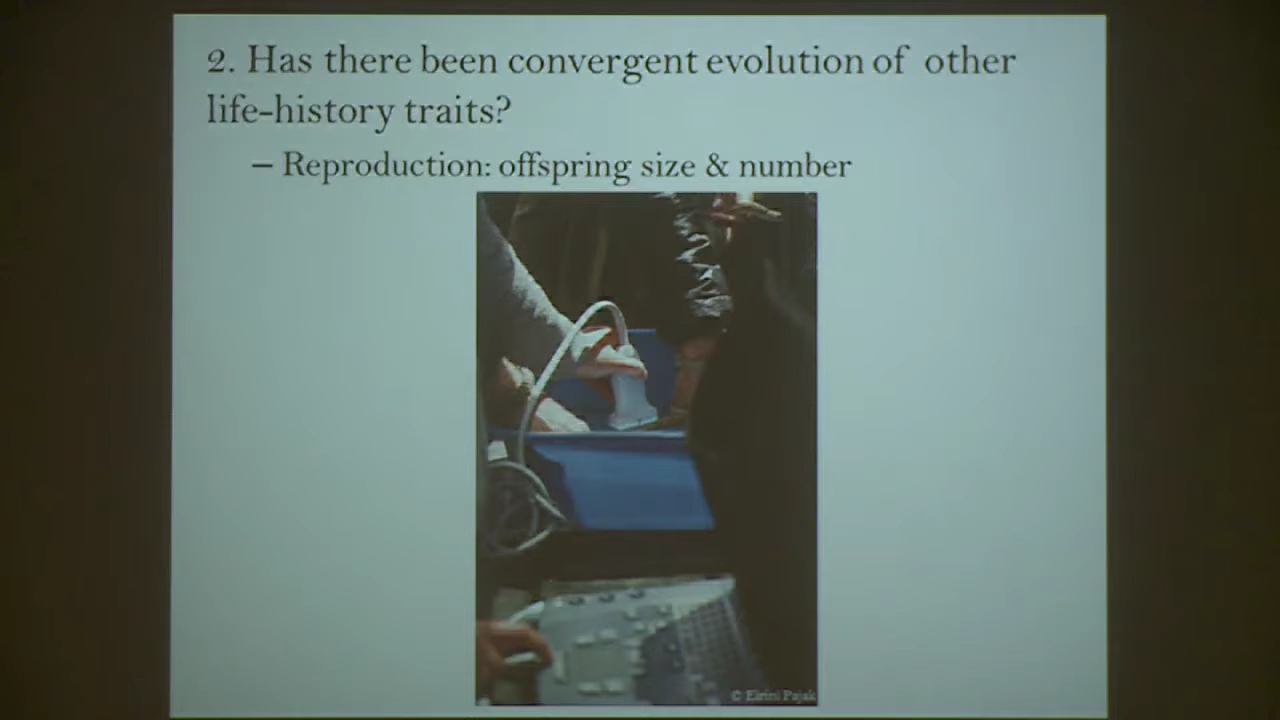 2. Has there been convergent evolution of other
life-history traits?
– Reproduction: offspring size & number
© Eirini Pajak